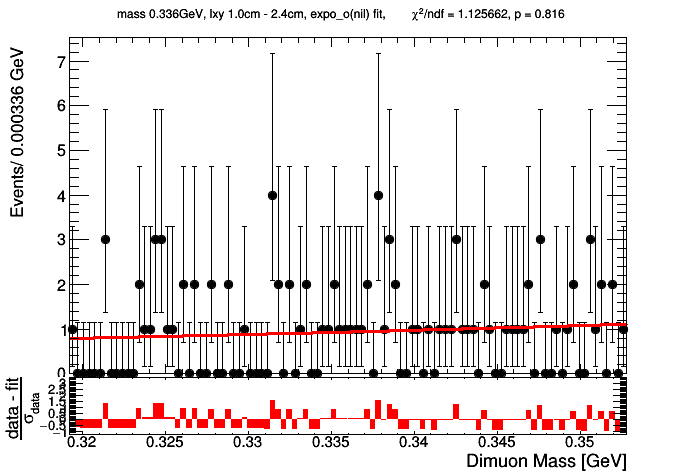 mass 0.336GeV, lxy 1.0cm - 2.4cm, expo_o(nil) fit, χ²/ndf = 1.125662, p = 0.816
Events/ 0.000336 GeV
7
6
5
4
3
2
1
0
data - fit
σdata
0.32 0.325 0.33 0.335 0.34 0.345 0.35
Dimuon Mass [GeV]